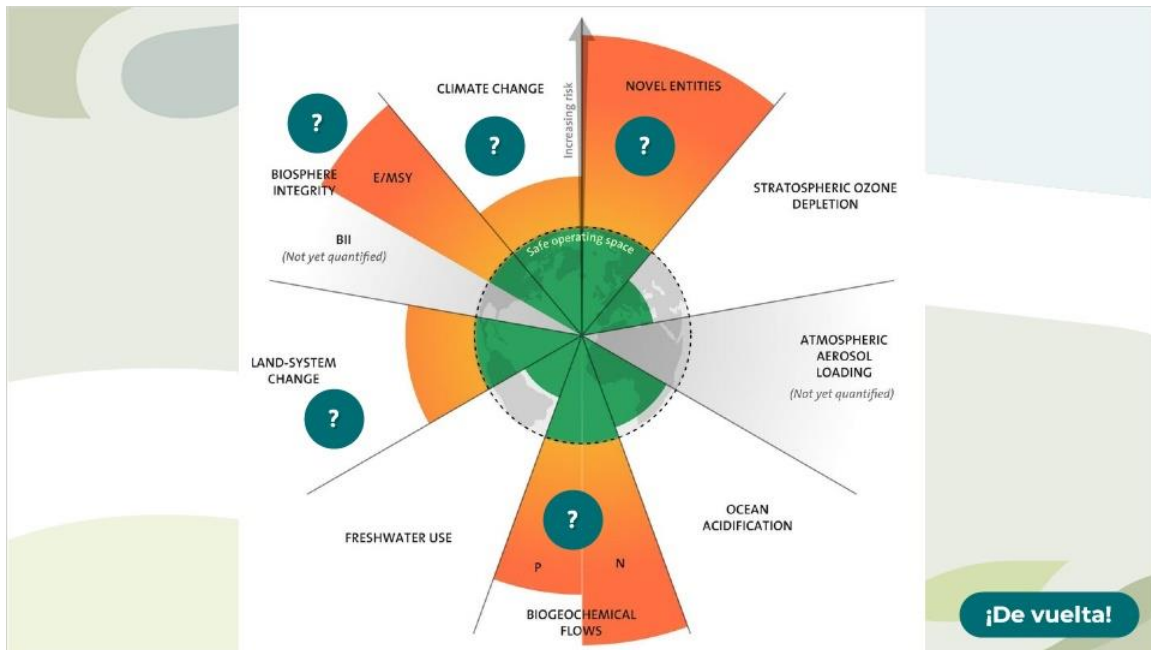 CLIMATE CHANGE
?
Increasing risk
NOVEL ENTITIES
?
?
BIOSPHERE
INTEGRITY
E/MSY
STRATOSPHERIC OZONE
DEPLETION
BII
(Not yet quantified)
Safe operating space
ATMOSPHERIC
AEROSOL
LOADING
(Not yet quantified)
LAND-SYSTEM
CHANGE
?
?
FRESHWATER USE
OCEAN
ACIDIFICATION
P
N
BIOGEOCHEMICAL
FLOWS
¡De vuelta!